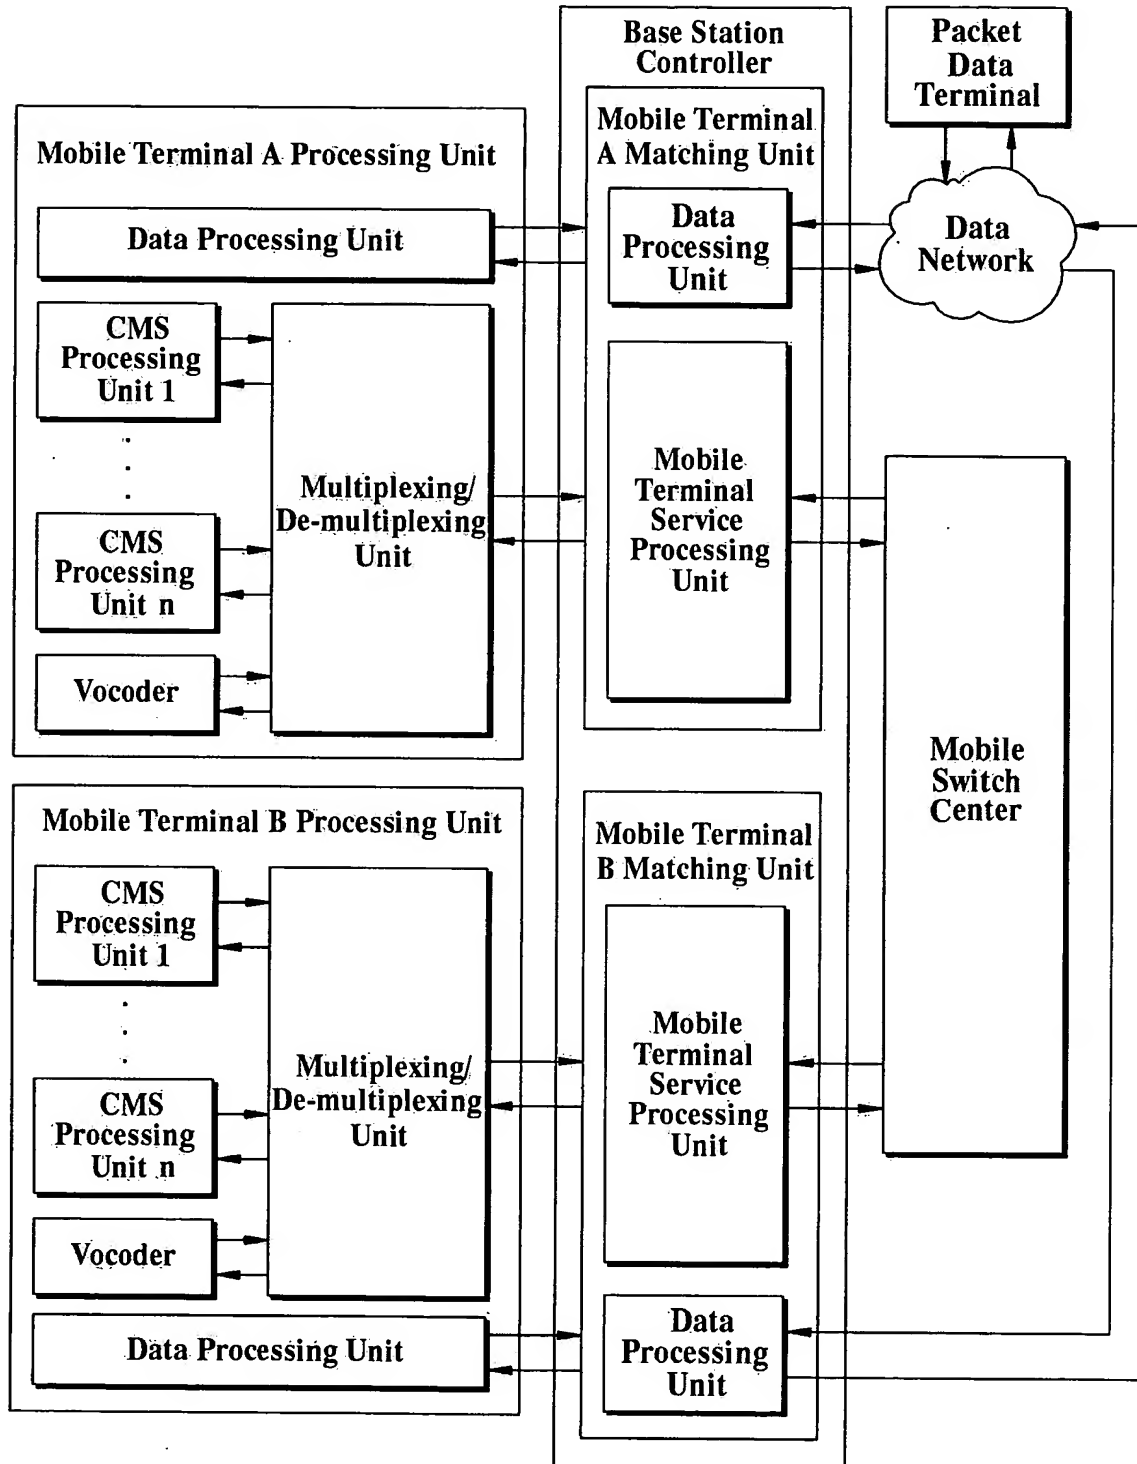 Base Station
Controller
Packet
Data
Terminal
Mobile Terminal A Processing Unit
Mobile Terminal
A Matching Unit
Data Processing Unit
Data
Processing
Unit
Data
Network
CMS
Processing
Unit 1
Multiplexing/
De-multiplexing
Unit
Mobile
Terminal
Service
Processing
Unit
CMS
Processing
Unit n
Vocoder
Mobile
Switch
Center
Mobile Terminal B Processing Unit
Mobile Terminal
B Matching Unit
CMS
Processing
Unit 1
Multiplexing/
De-multiplexing
Unit
Mobile
Terminal
Service
Processing
Unit
CMS
Processing
Unit n
Vocoder
Data Processing Unit
Data
Processing
Unit